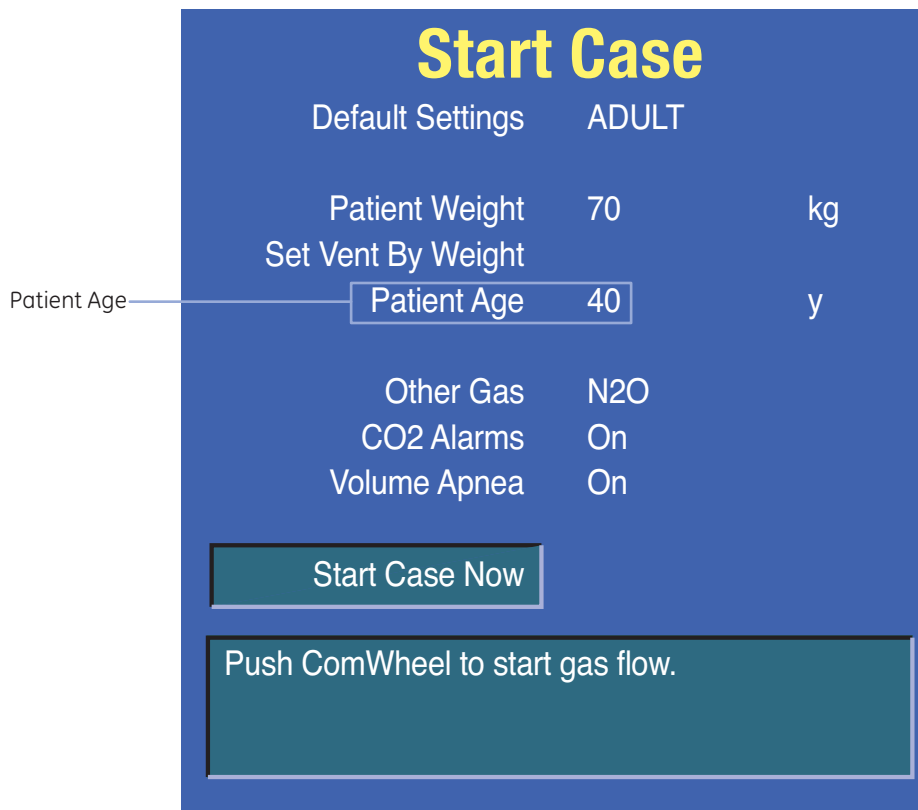 Start Case
Default Settings ADULT
Patient Weight 70 kg
Set Vent By Weight
Patient Age
Patient Age 40 y
Other Gas N2O
CO2 Alarms On
Volume Apnea On
Start Case Now
Push ComWheel to start gas flow.